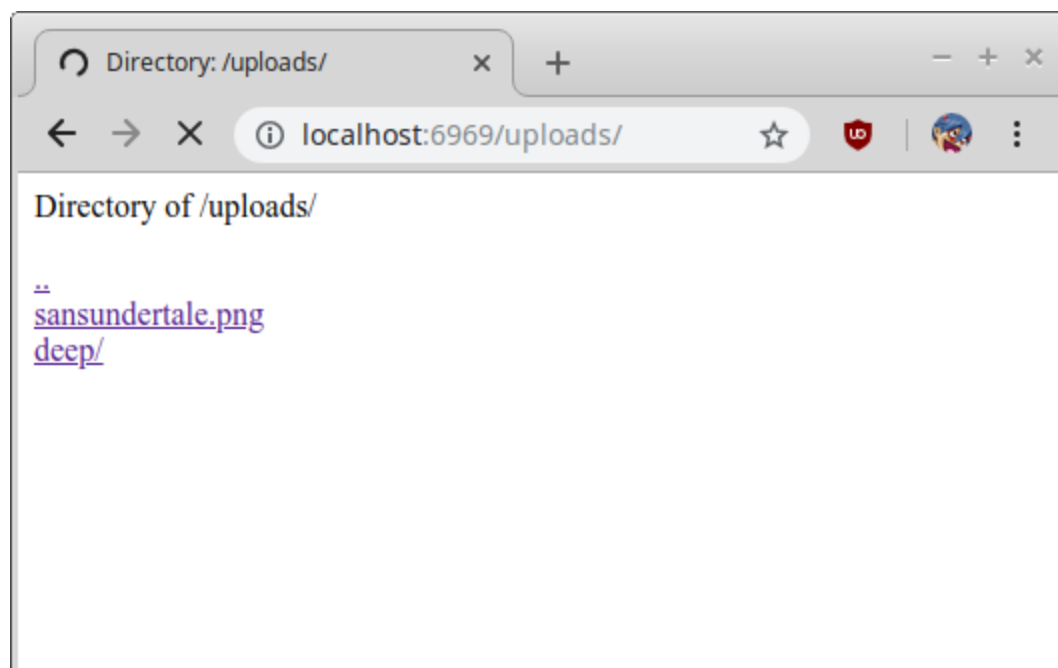 Directory: /uploads/
localhost:6969/uploads/
Directory of /uploads/
..
sansundertale.png
deep/